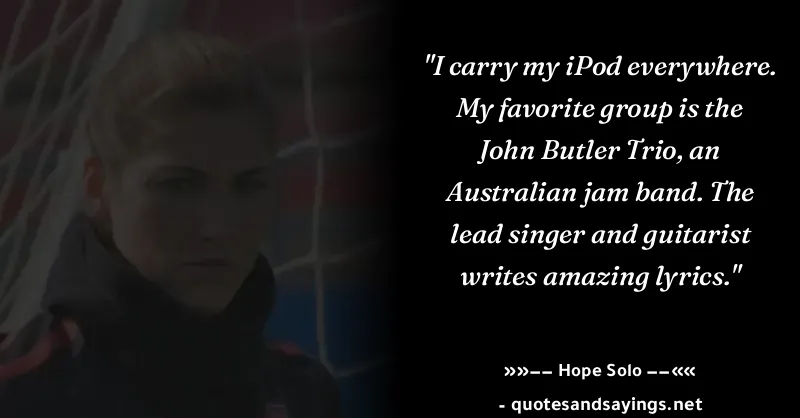 "I carry my iPod everywhere.
My favorite group is the
John Butler Trio, an
Australian jam band. The
lead singer and guitarist
writes amazing lyrics."
»»−− Hope Solo −−««
- quotesandsayings.net